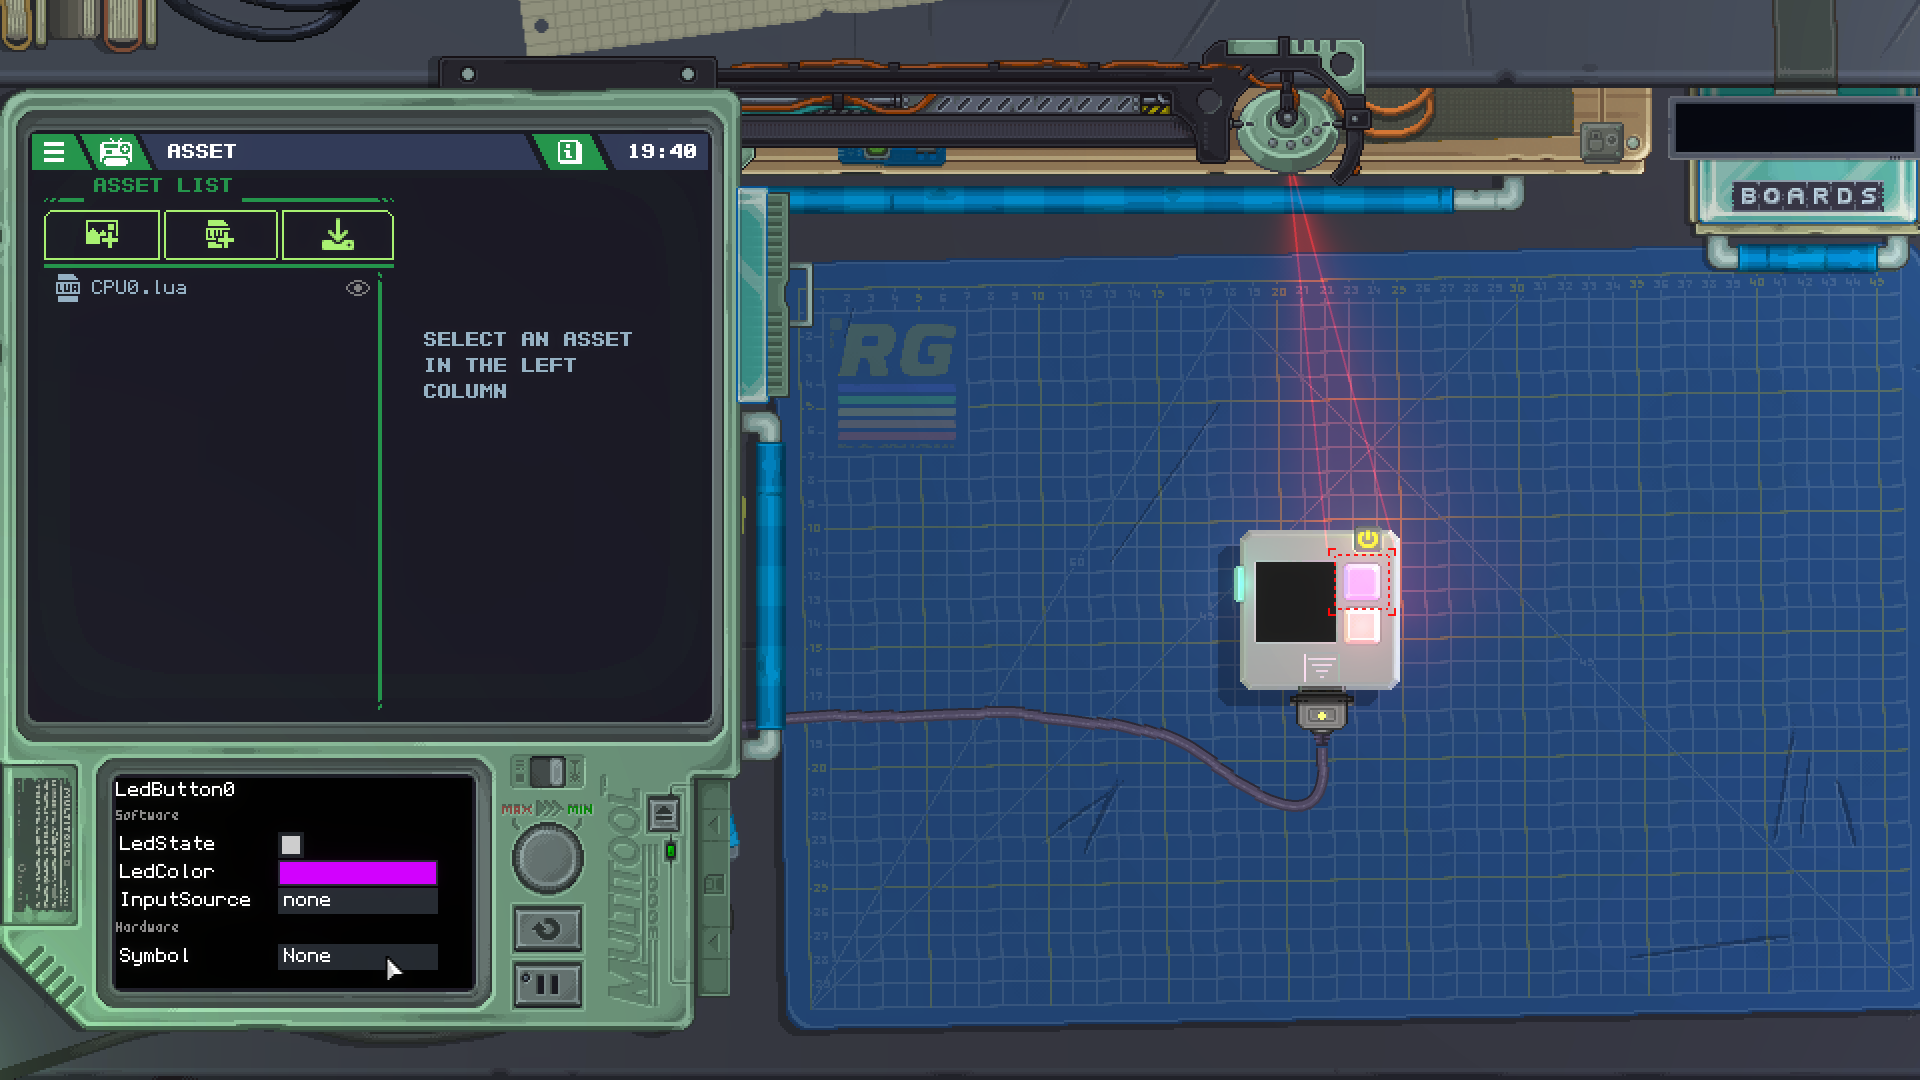 ASSET
19:40
ASSET LIST
CPU0.lua
SELECT AN ASSET
IN THE LEFT
COLUMN
BOARDS
RG
LedButton0
Software
LedState
LedColor
InputSource none
Hardware
Symbol None
MAX MIN
MULTITOOL